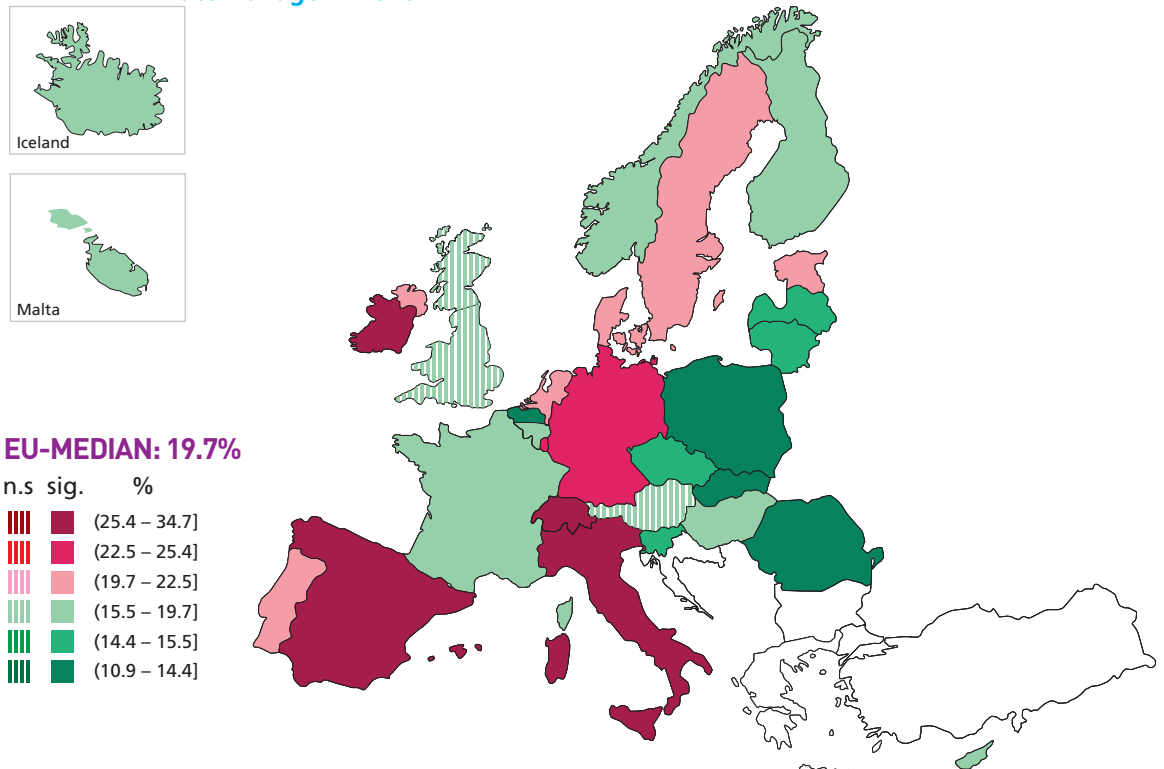 Iceland
Malta
EU-MEDIAN: 19.7%
n.s sig. %
(25.4 – 34.7]
(22.5 – 25.4]
(19.7 – 22.5]
(15.5 – 19.7]
(14.4 – 15.5]
(10.9 – 14.4]